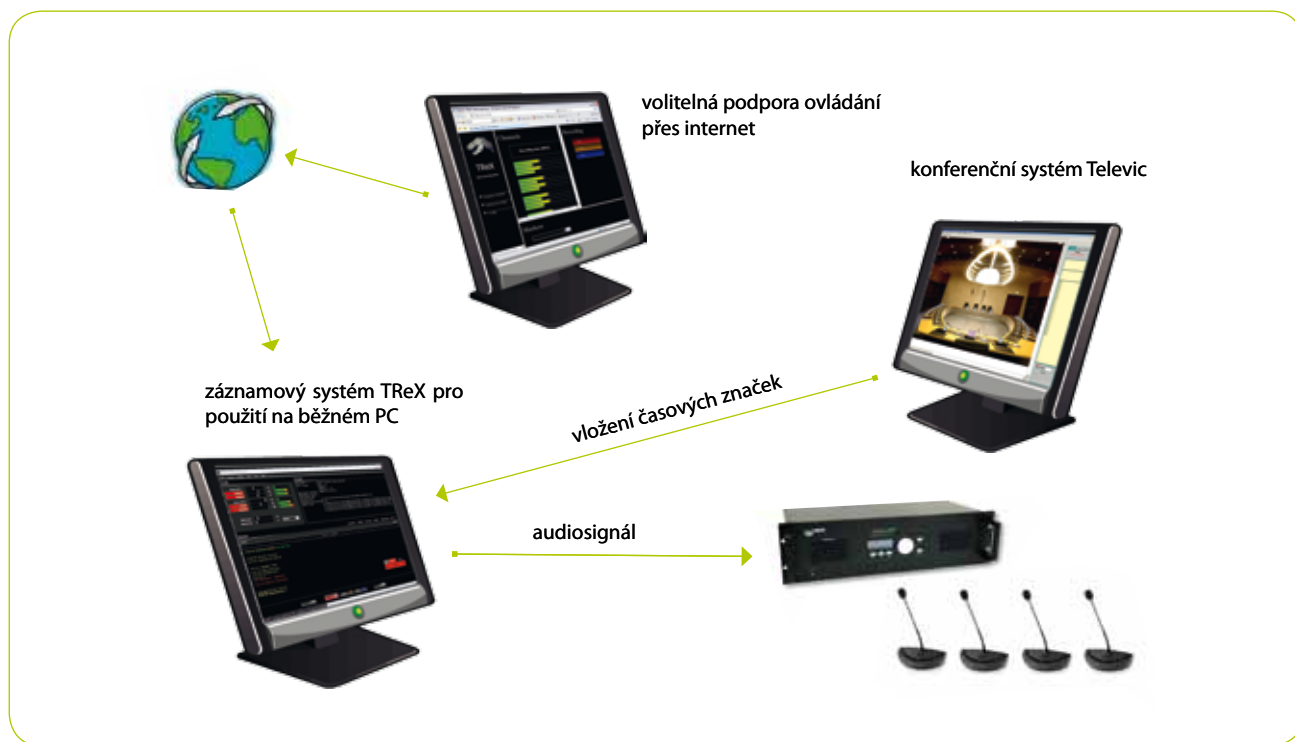 volitelná podpora ovládání
přes internet
konferenční systém Televic
TReX
záznamový systém TReX pro
použití na běžném PC
vložení časových značek
audiosignál